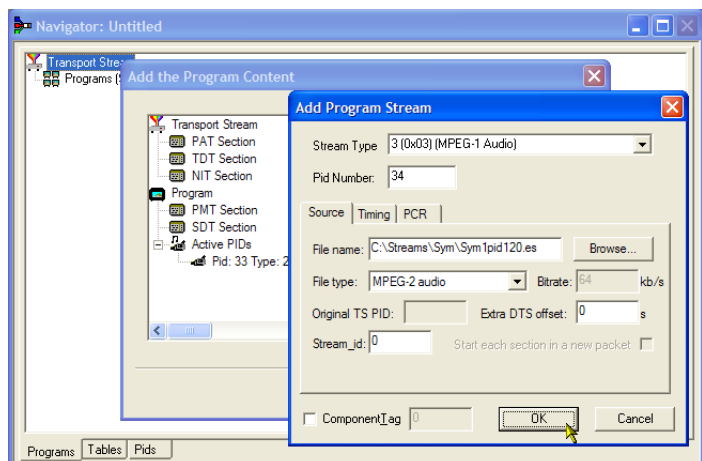 Navigator: Untitled
Transport Stre
Programs (
Add the Program Content
Transport Stream
PAT Section
TDT Section
NIT Section
Program
PMT Section
SDT Section
Active PIDs
Pid: 33 Type: 2
Add Program Stream
Stream Type 3 (0x03) (MPEG-1 Audio)
Pid Number: 34
Source Timing PCR
File name: C:\Streams\Sym\Sym1pid120.es Browse...
File type: MPEG-2 audio Bitrate: 64 kb/s
Original TS PID: Extra DTS offset: 0 s
Stream_id: 0 Start each section in a new packet
ComponentTag 0 OK Cancel
Programs Tables Pids